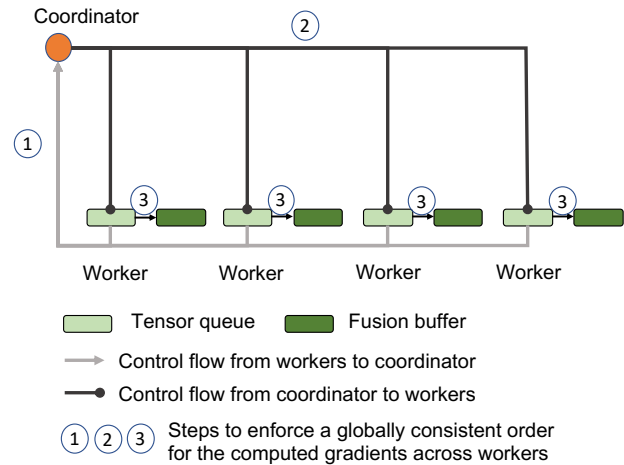 Coordinator
2
1
3 3 3 3
Worker Worker Worker Worker
Tensor queue Fusion buffer
Control flow from workers to coordinator
Control flow from coordinator to workers
1 2 3 Steps to enforce a globally consistent order
for the computed gradients across workers